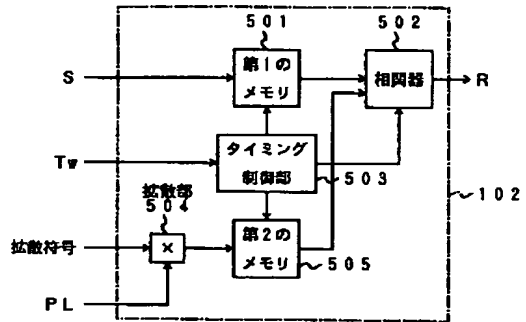 501
502
S
第1の
メモリ
相関器
R
Tw
タイミング
制御部
503
拡散部
504
102
拡散符号
×
第2の
メモリ
505
PL